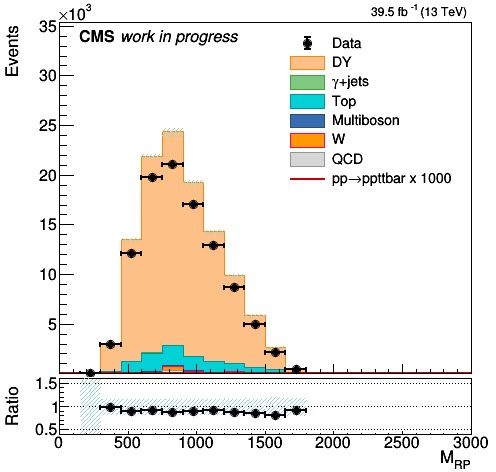 ×10³
39.5 fb⁻¹ (13 TeV)
CMS work in progress
Events
35
30
25
20
15
10
5
Data
DY
γ+jets
Top
Multiboson
W
QCD
pp→ppttbar x 1000
Ratio
1.5
1
0.5
0 500 1000 1500 2000 2500 3000
M_RP